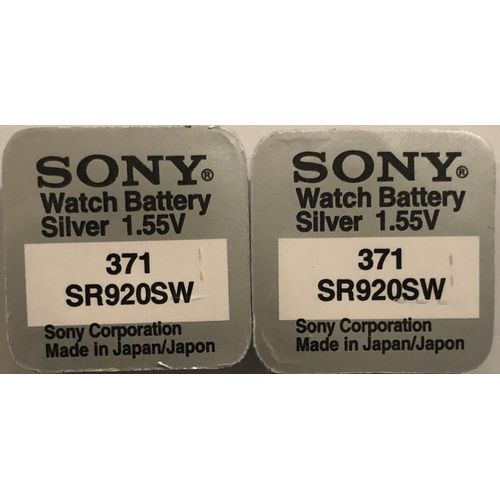 SONY®
Watch Battery
Silver 1.55V
371
SR920SW
Sony Corporation
Made in Japan/Japon
SONY®
Watch Battery
Silver 1.55V
371
SR920SW
Sony Corporation
Made in Japan/Japon